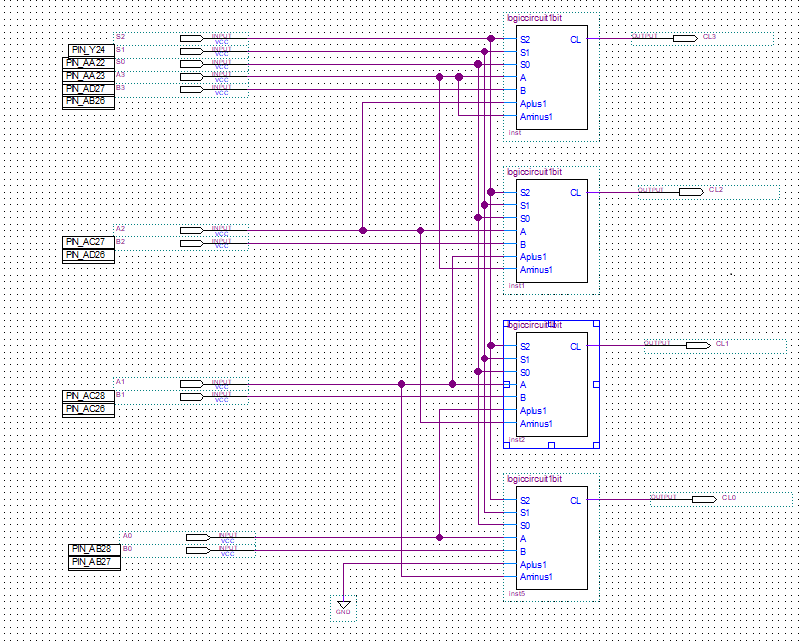 logiccircuit1bit
S2 INPUT VCC S2 CL OUTPUT CL3
PIN_Y24 S1 INPUT VCC S1
PIN_AA22 S0 INPUT VCC S0
PIN_AA23 A3 INPUT VCC A
PIN_AD27 B3 INPUT VCC B
PIN_AB26 Aplus1
Aminus1
inst
logiccircuit1bit
S2 CL OUTPUT CL2
S1
S0
A2 INPUT VCC A
PIN_AC27 B2 INPUT VCC B
PIN_AD26 Aplus1
Aminus1
inst1
logiccircuit1bit
S2 CL OUTPUT CL1
S1
S0
A1 INPUT VCC A
PIN_AC28 B1 INPUT VCC B
PIN_AC26 Aplus1
Aminus1
inst2
logiccircuit1bit
S2 CL OUTPUT CL0
S1
S0
A0 INPUT VCC A
PIN_AB28 B0 INPUT VCC B
PIN_AB27 Aplus1
Aminus1
inst5
GND